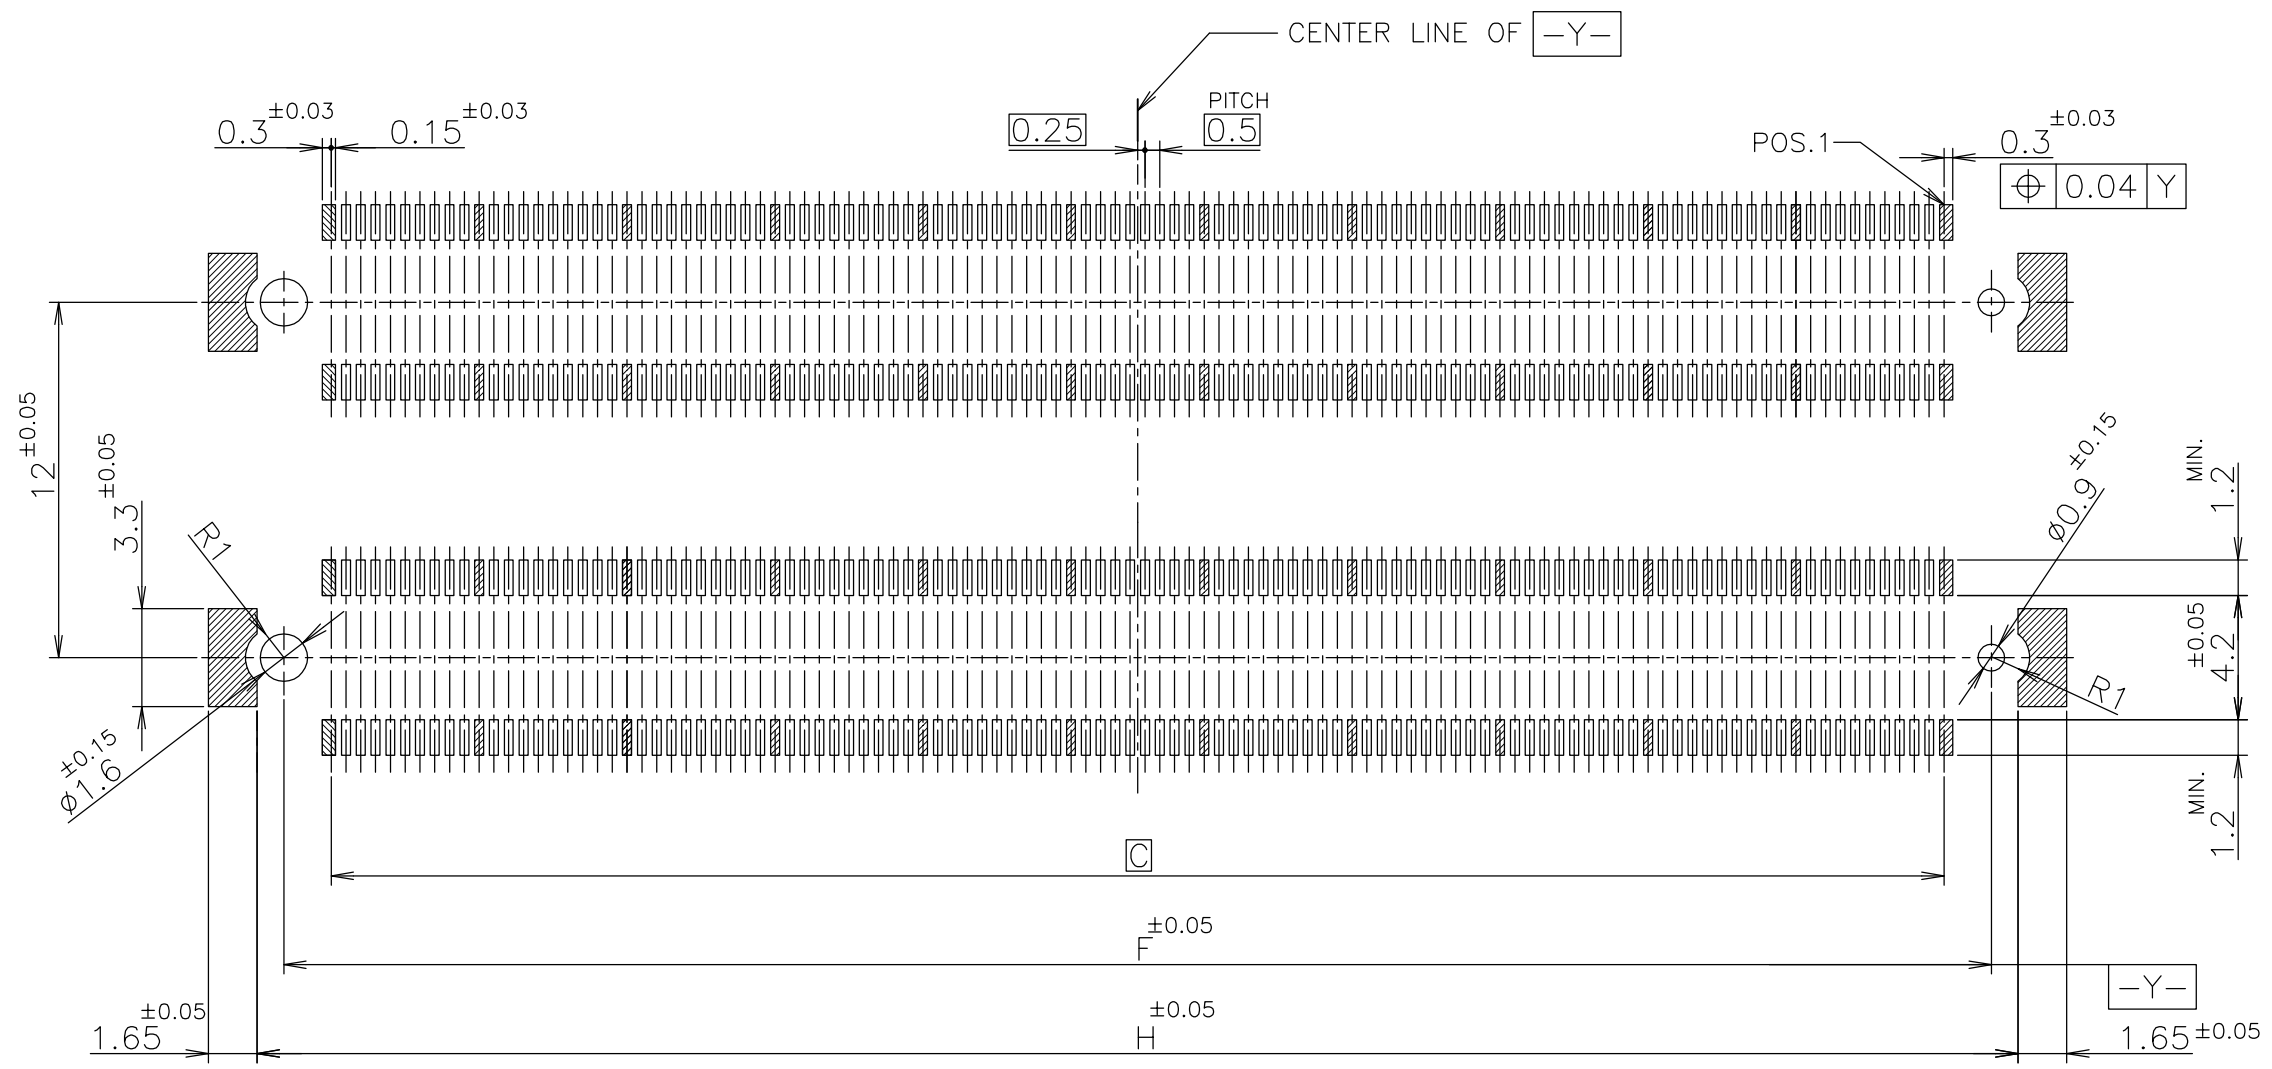 CENTER LINE OF -Y-
0.3 ±0.03
0.15 ±0.03
0.25
PITCH
0.5
POS.1
0.3 ±0.03
⌖ 0.04 Y
12 ±0.05
3.3 ±0.05
R1
Ø1.6 ±0.15
Ø0.9 ±0.15
1.2 MIN.
4.2 ±0.05
R1
1.2 MIN.
C
F ±0.05
-Y-
1.65 ±0.05
H ±0.05
1.65 ±0.05